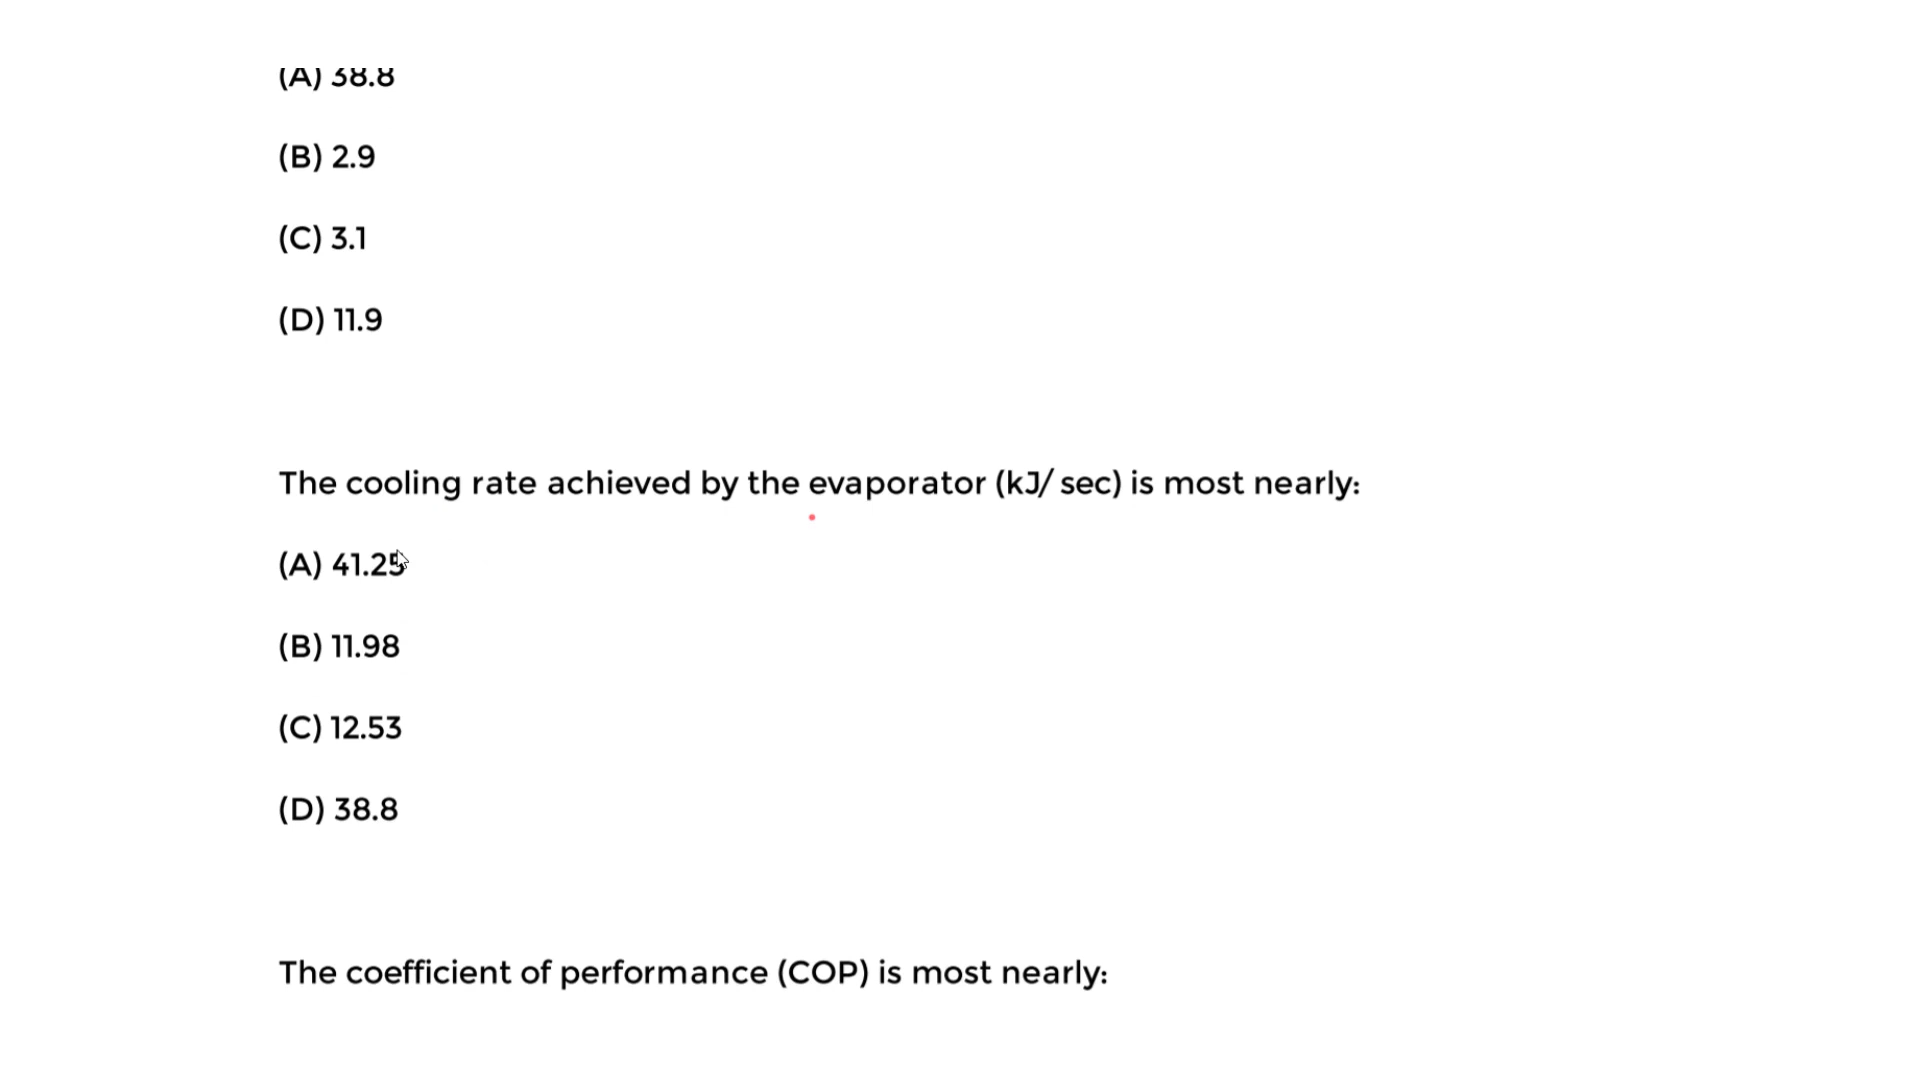 (A) 38.8
(B) 2.9
(C) 3.1
(D) 11.9
The cooling rate achieved by the evaporator (kJ/ sec) is most nearly:
(A) 41.25
(B) 11.98
(C) 12.53
(D) 38.8
The coefficient of performance (COP) is most nearly: